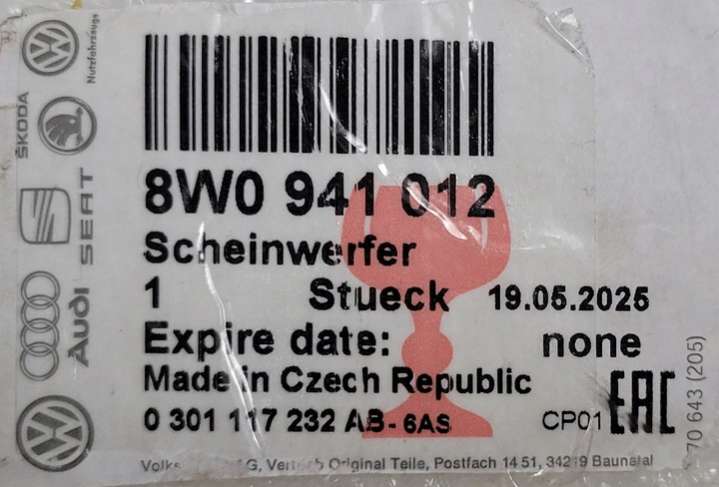 Nutzfahrzeuge
ŠKODA
SEAT
Audi
8W0 941 012
Scheinwerfer
1 Stueck 19.05.2025
Expire date: none
Made in Czech Republic
0 301 117 232 AB-6AS CP01 EAC
G, Vertrieb Original Teile, Postfach 14 51, 34219 Baunatal
70 643 (205)